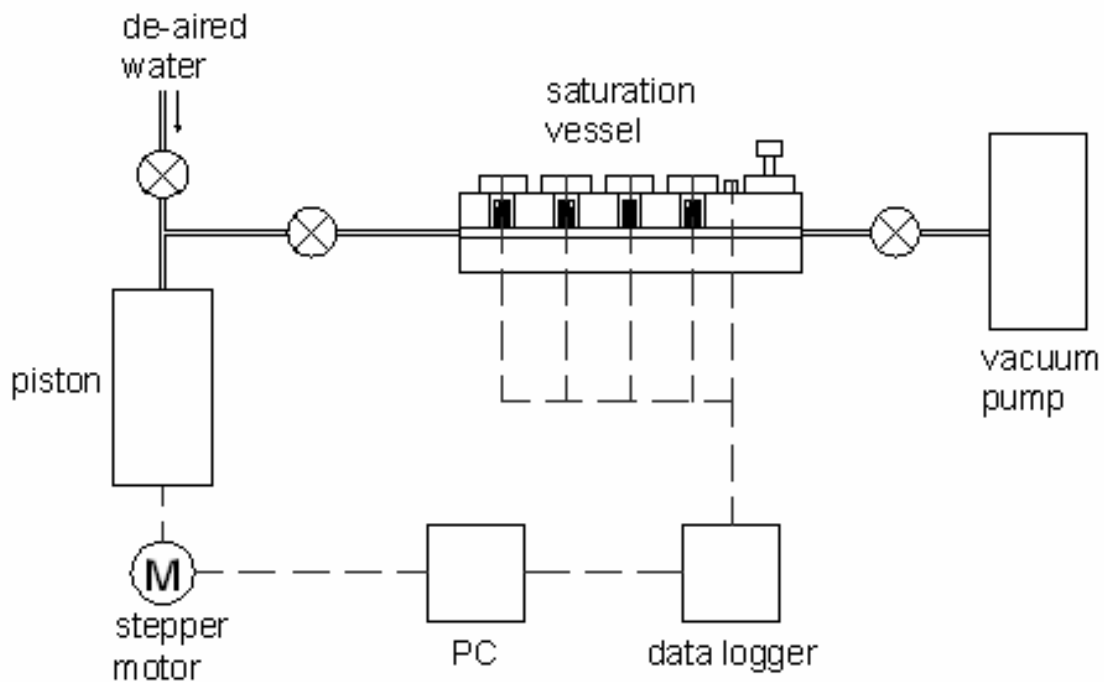 de-aired
water
saturation
vessel
piston
vacuum
pump
M
stepper
motor
PC
data logger